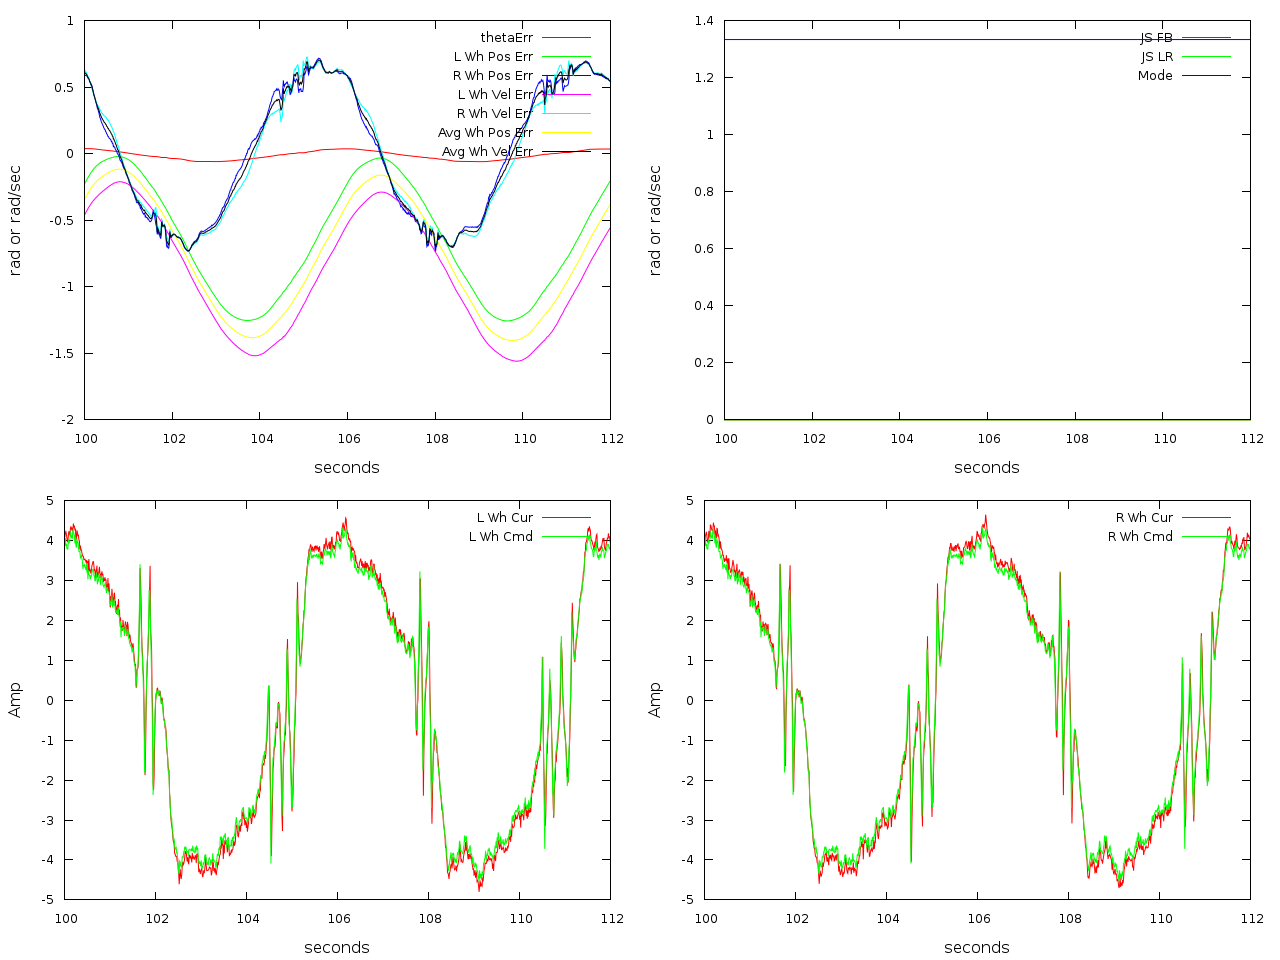 1
0.5
0
-0.5
-1
-1.5
-2
100 102 104 106 108 110 112
rad or rad/sec
seconds
thetaErr
L Wh Pos Err
R Wh Pos Err
L Wh Vel Err
R Wh Vel Err
Avg Wh Pos Err
Avg Wh Vel Err
1.4
1.2
1
0.8
0.6
0.4
0.2
0
100 102 104 106 108 110 112
rad or rad/sec
seconds
JS FB
JS LR
Mode
5
4
3
2
1
0
-1
-2
-3
-4
-5
100 102 104 106 108 110 112
Amp
seconds
L Wh Cur
L Wh Cmd
5
4
3
2
1
0
-1
-2
-3
-4
-5
100 102 104 106 108 110 112
Amp
seconds
R Wh Cur
R Wh Cmd